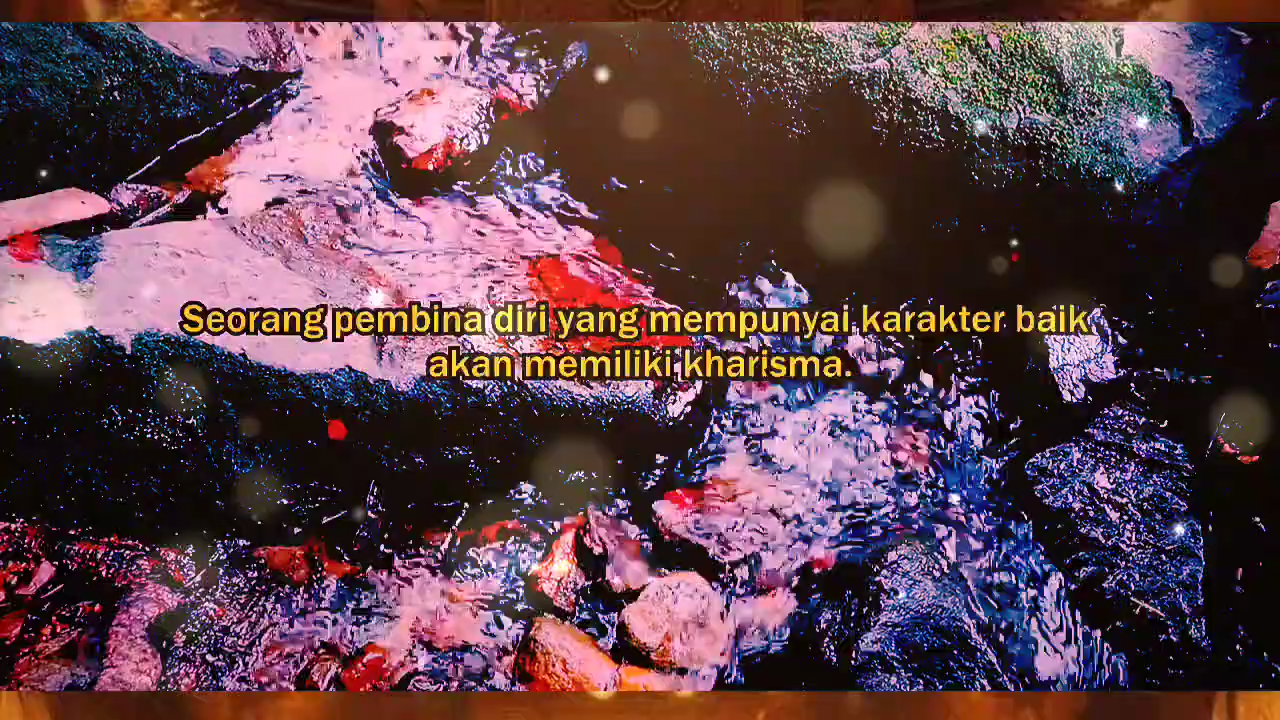 Seorang pembina diri yang mempunyai karakter baik
akan memiliki kharisma.